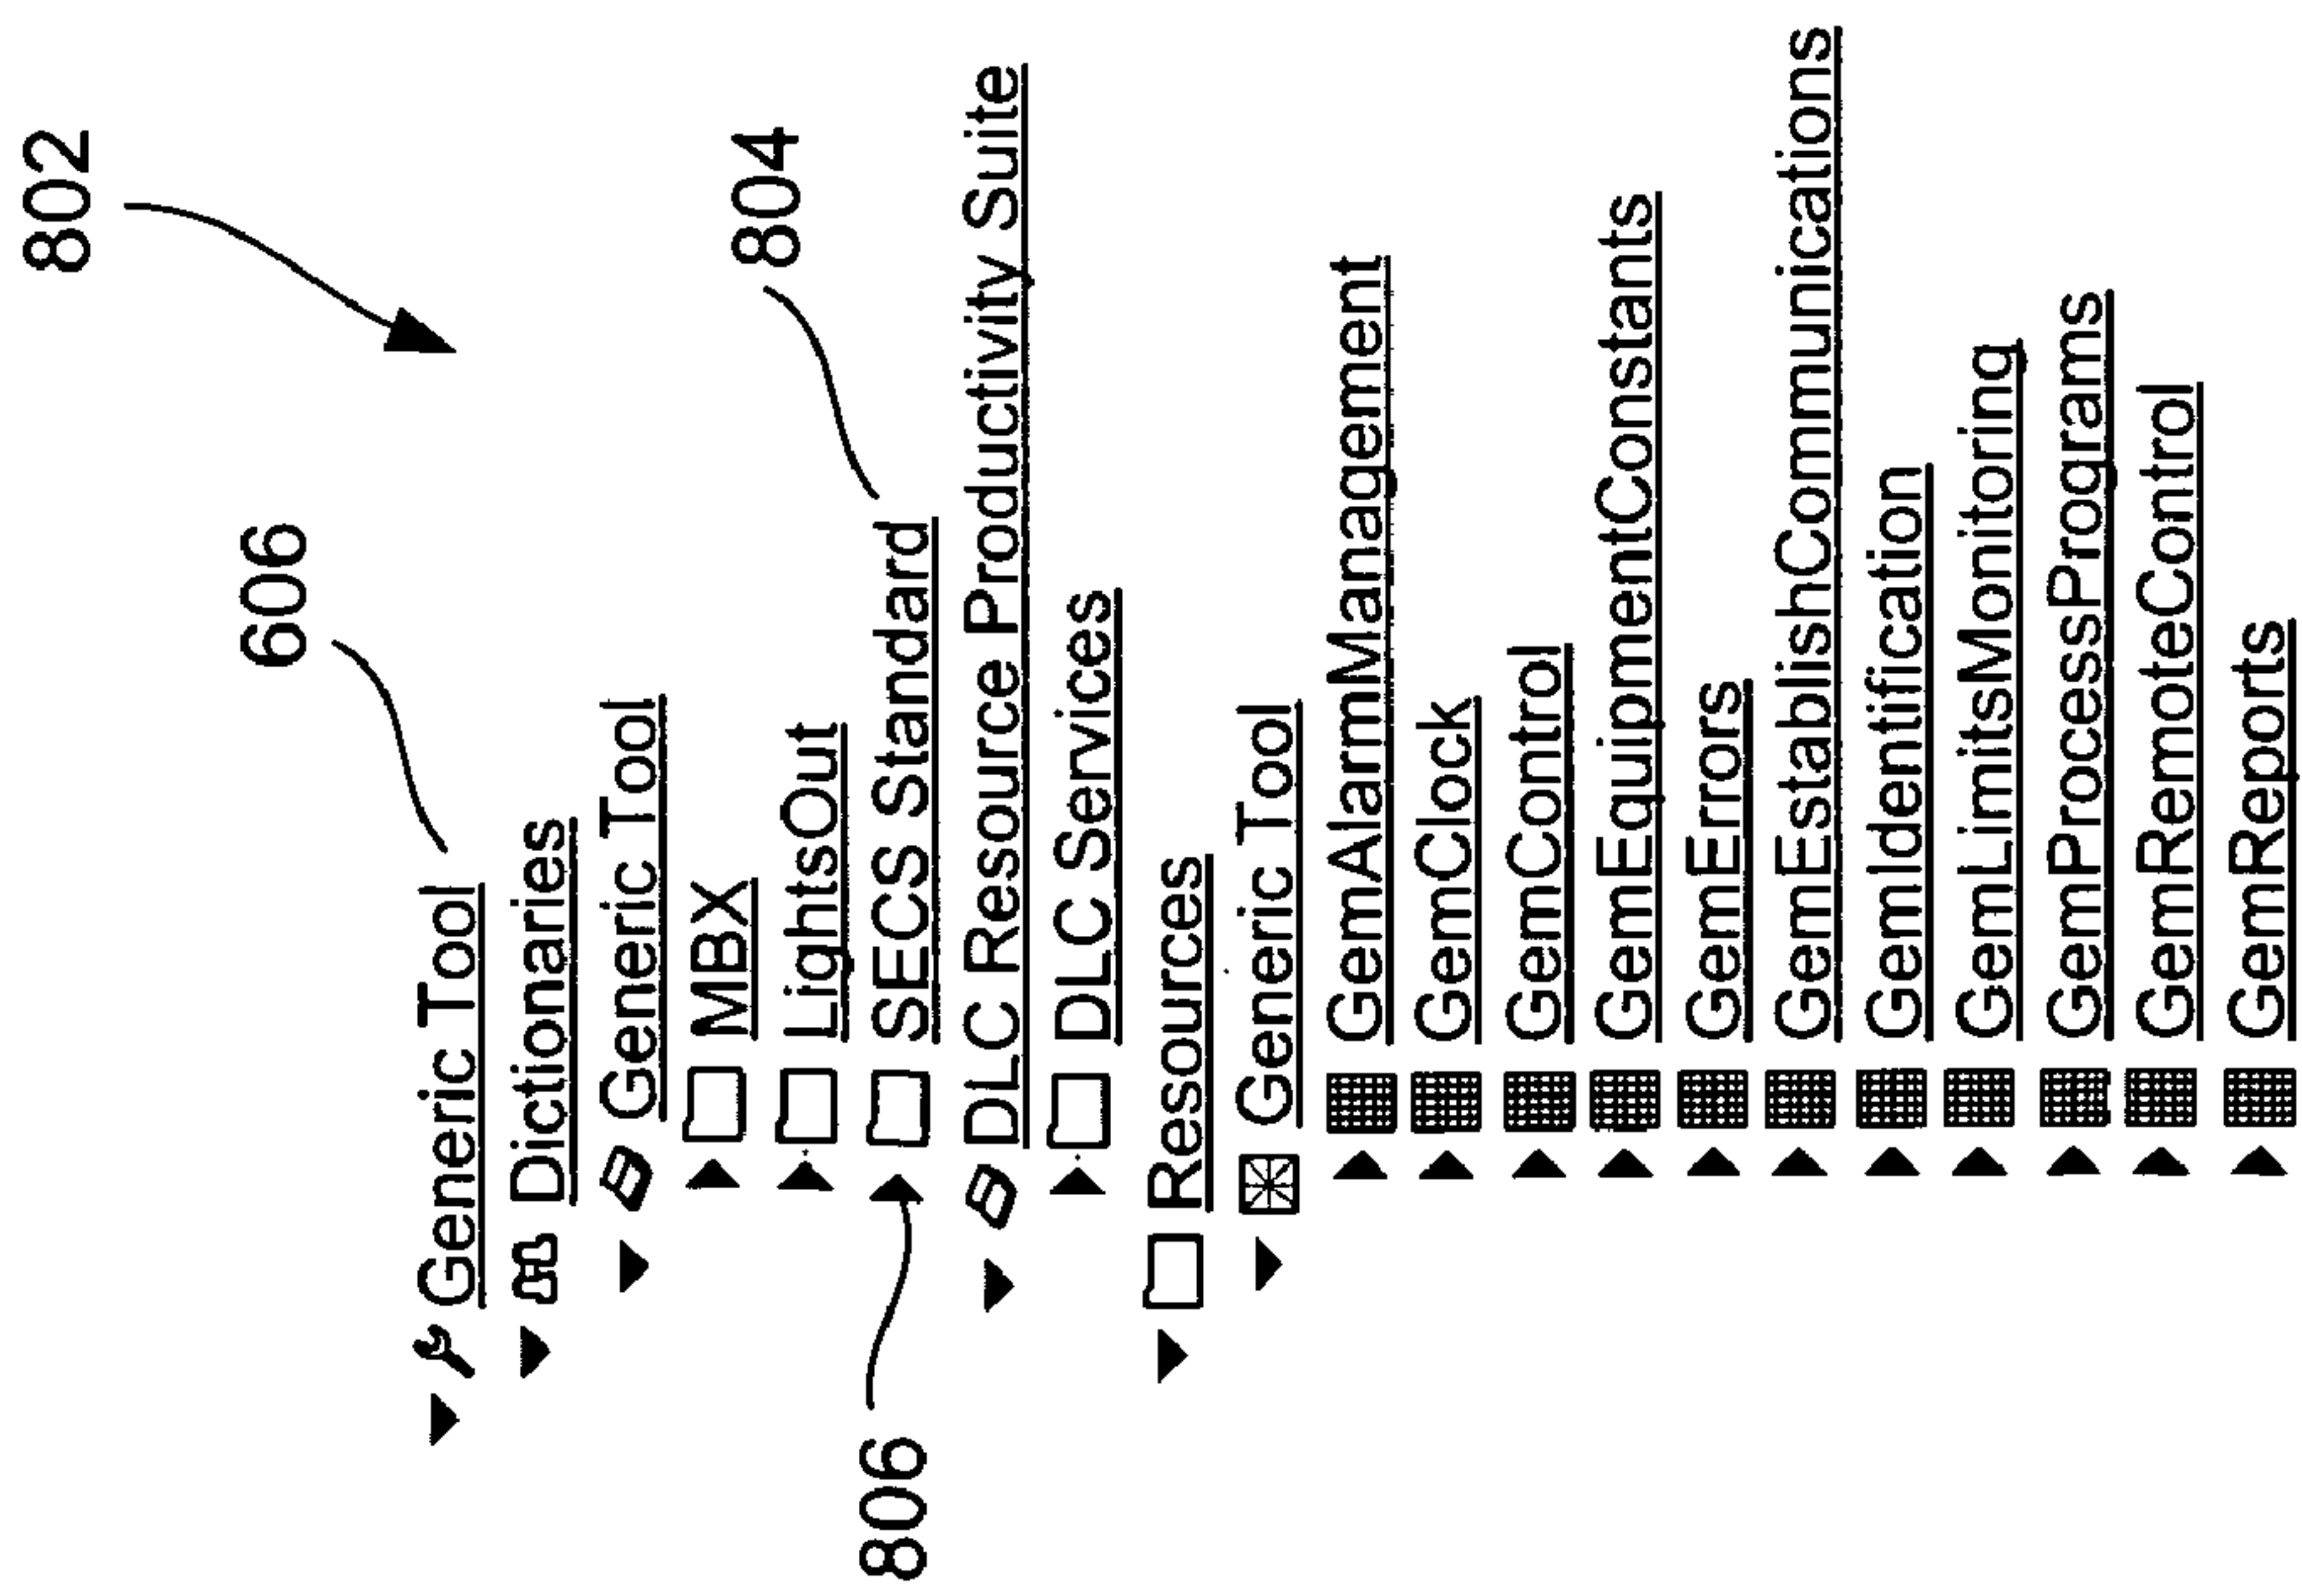 802
606
Generic Tool
Dictionaries
Generic Tool
MBX
LightsOut
804
SECS Standard
806
DLC Resource Productivity Suite
DLC Services
Resources
Generic Tool
GemAlarmManagement
GemClock
GemControl
GemEquipmentConstants
GemErrors
GemEstablishCommunications
GemIdentification
GemLimitsMonitoring
GemProcessPrograms
GemRemoteControl
GemReports